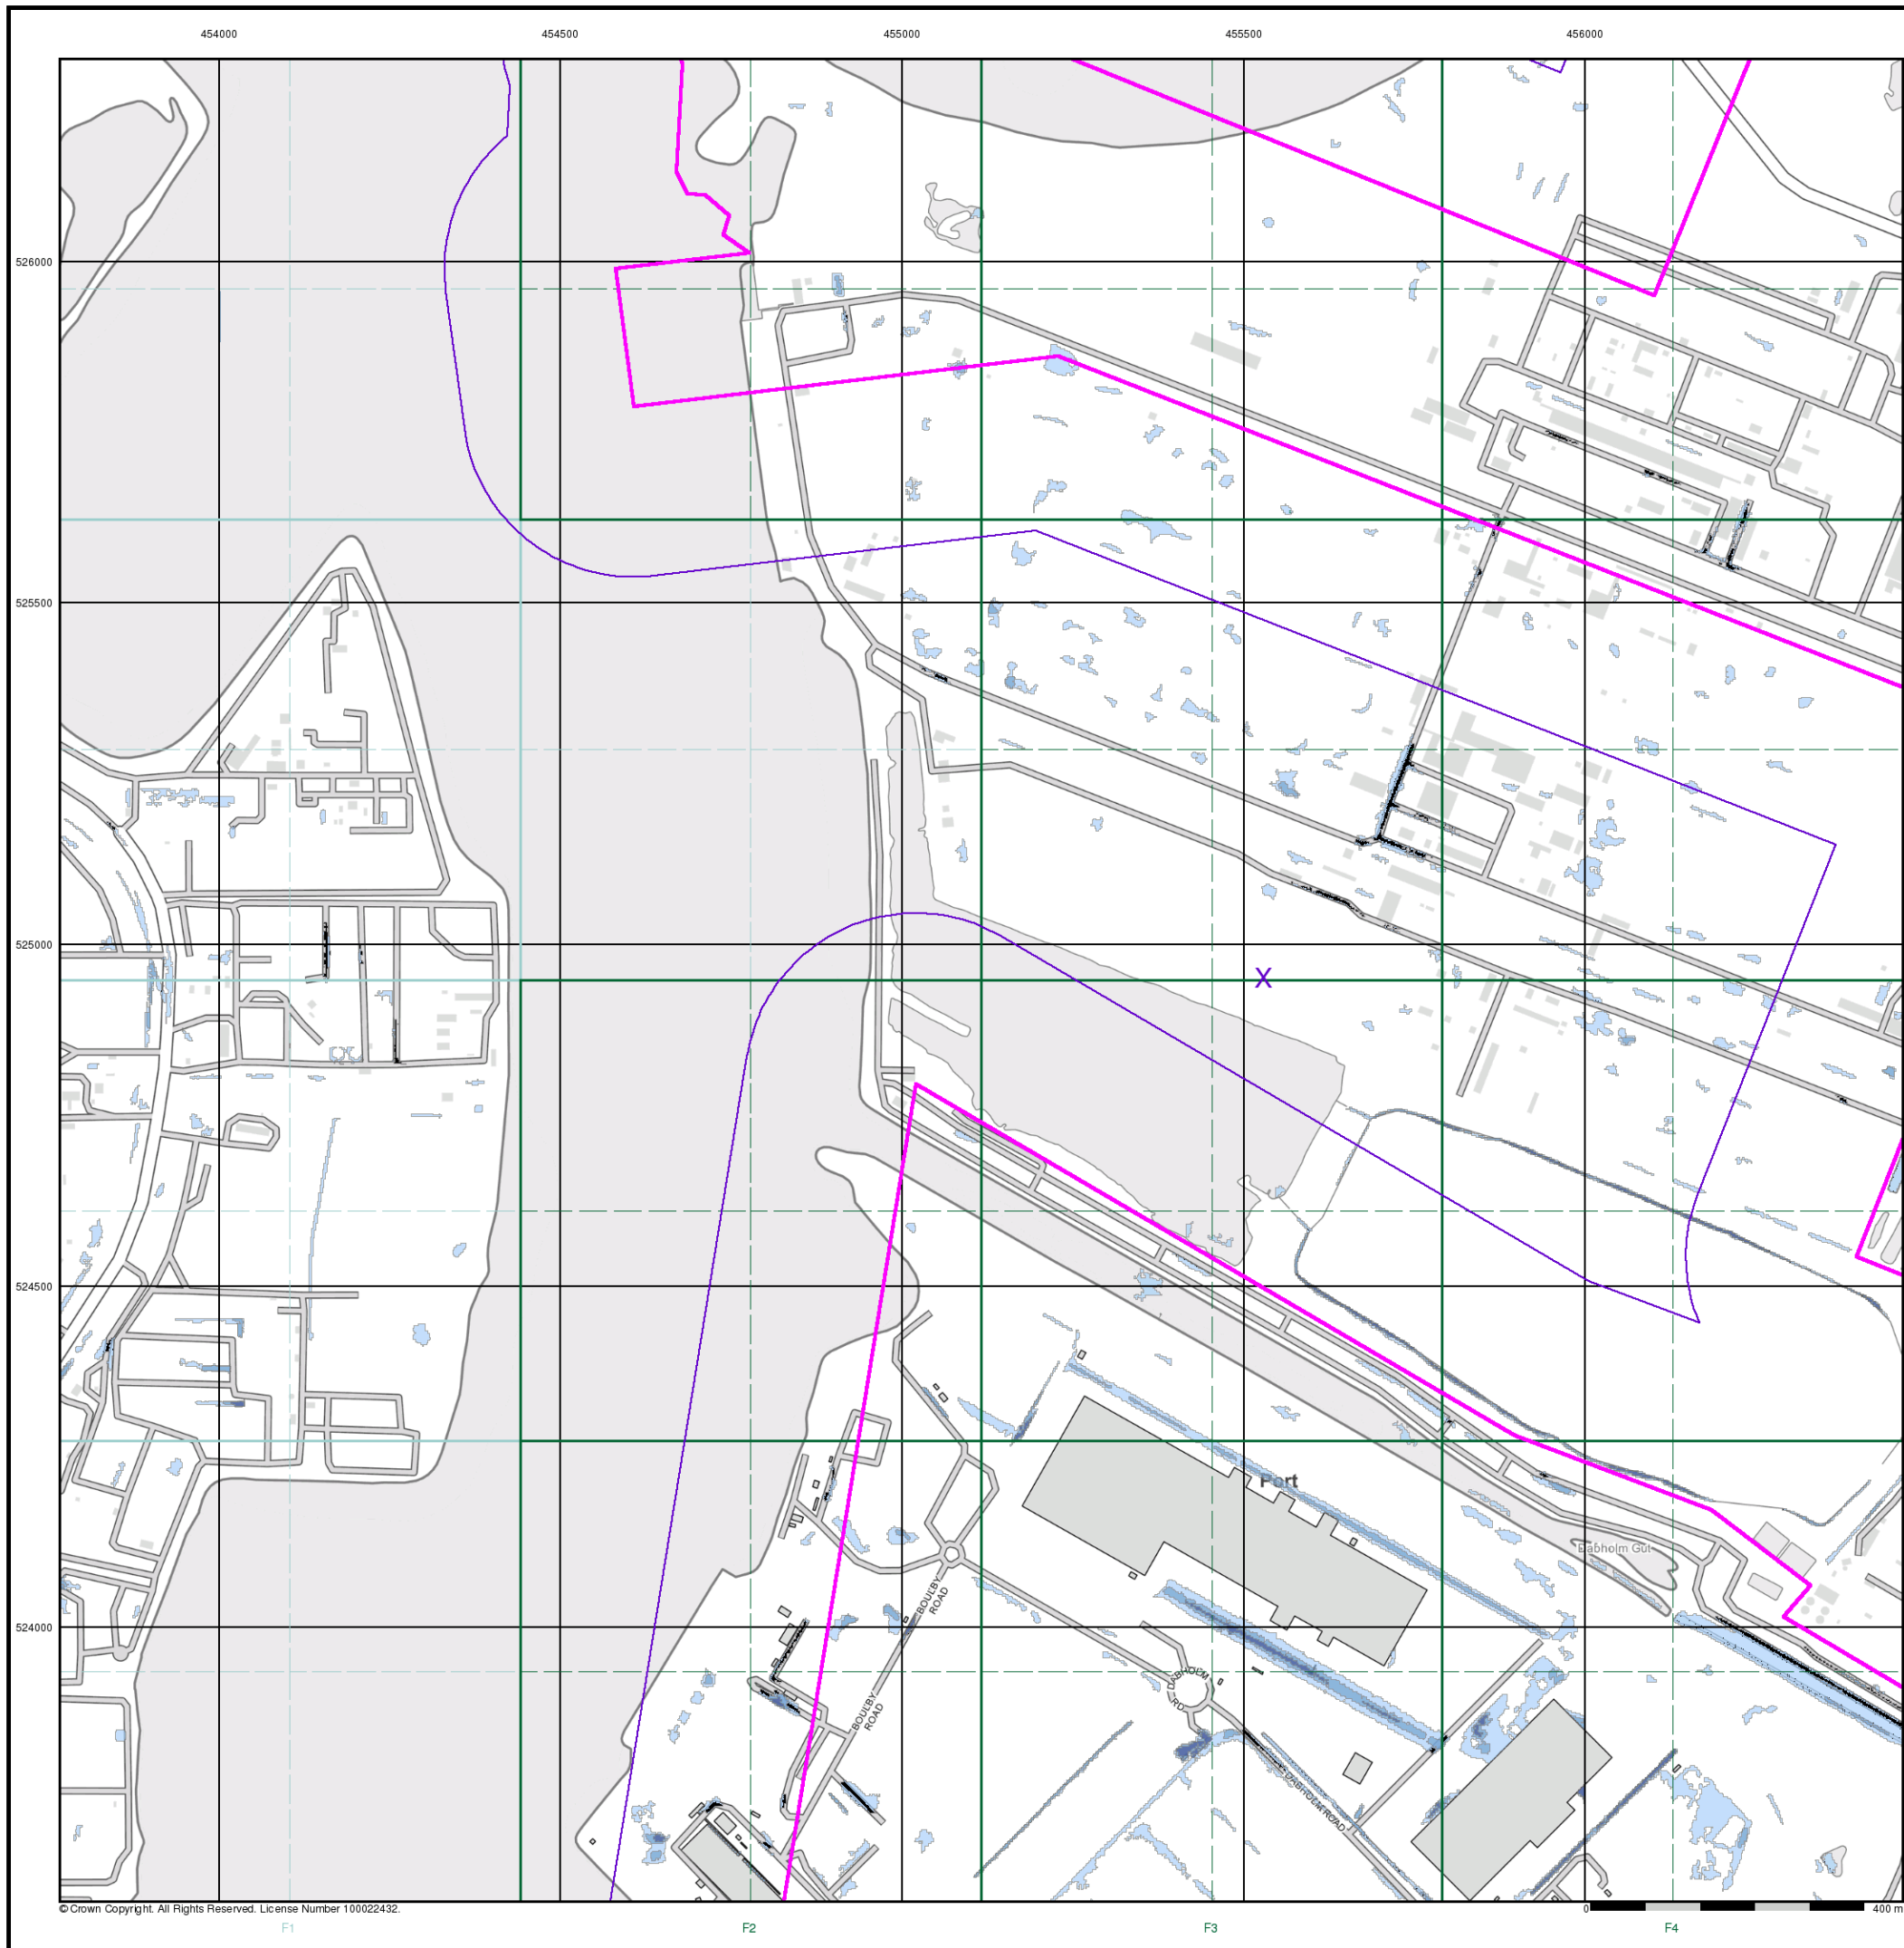 454000 454500 455000 455500 456000
526000
525500
525000
X
524500
Port
Dabholm Gut
BOULBY
ROAD
524000
DABHOLM
RD
BOULBY
ROAD
DABHOLM ROAD
© Crown Copyright. All Rights Reserved. License Number 100022432.
0 400 m
F1 F2 F3 F4